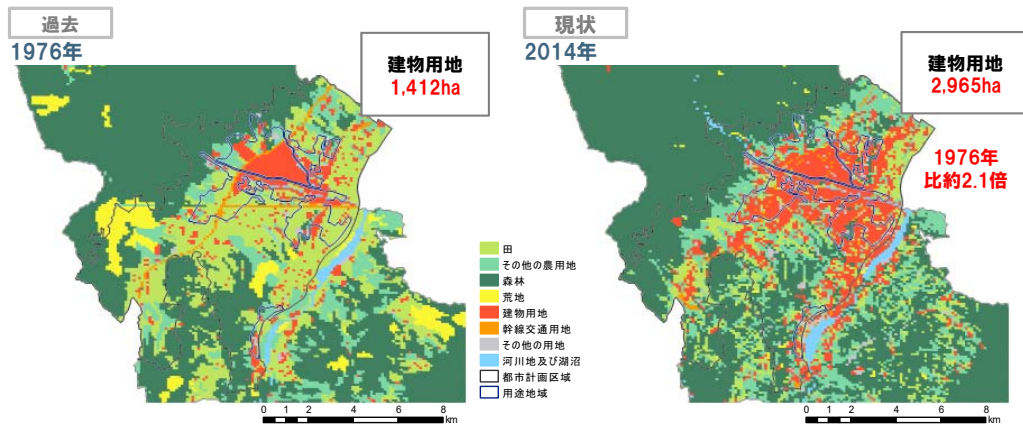 過去
1976年
建物用地
1,412ha
現状
2014年
建物用地
2,965ha
1976年
比約2.1倍
田
その他の農用地
森林
荒地
建物用地
幹線交通用地
その他の用地
河川地及び湖沼
都市計画区域
用途地域
0 1 2 4 6 8
km
0 1 2 4 6 8
km